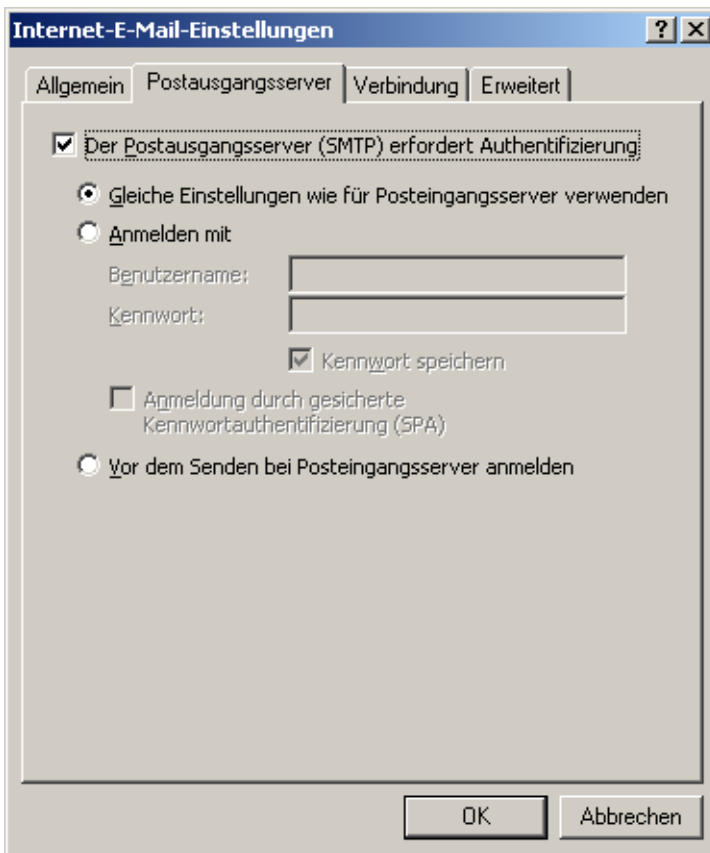 Internet-E-Mail-Einstellungen
Allgemein Postausgangsserver Verbindung Erweitert
Der Postausgangsserver (SMTP) erfordert Authentifizierung
Gleiche Einstellungen wie für Posteingangsserver verwenden
Anmelden mit
Benutzername:
Kennwort:
Kennwort speichern
Anmeldung durch gesicherte
Kennwortauthentifizierung (SPA)
Vor dem Senden bei Posteingangsserver anmelden
OK Abbrechen